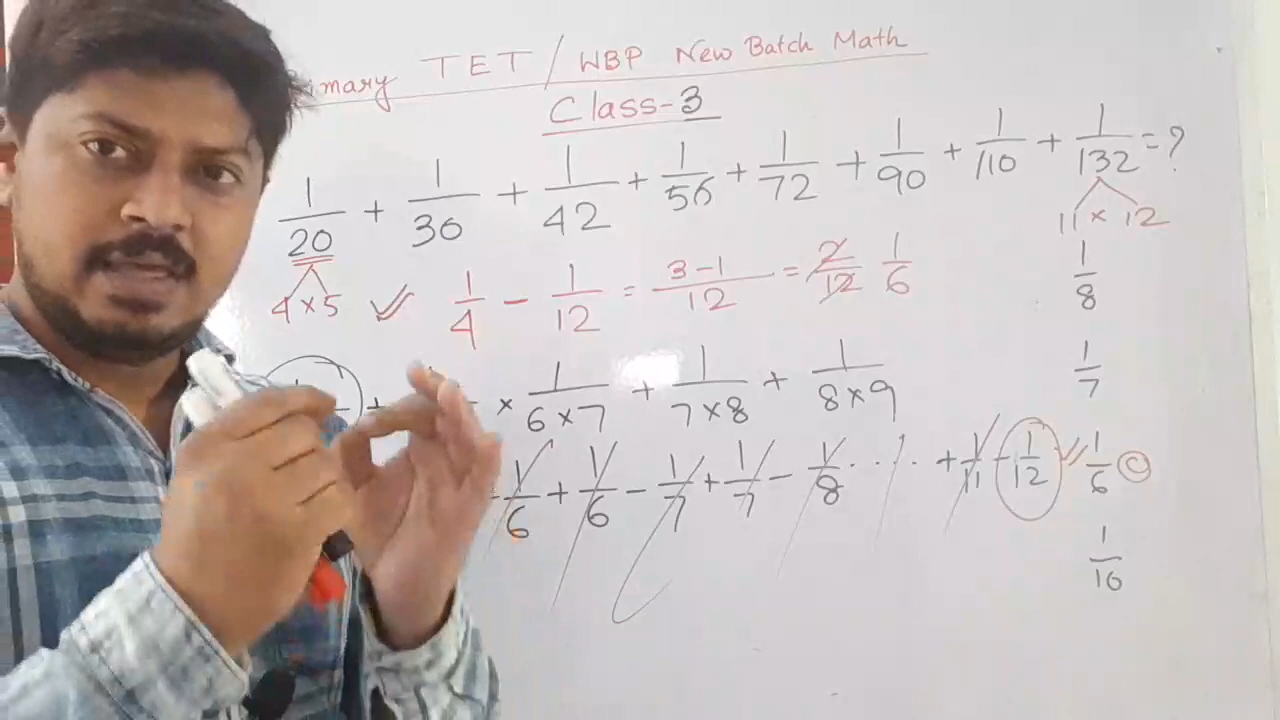 imary TET / WBP New Batch Math
Class-3
1/20 + 1/30 + 1/42 + 1/56 + 1/72 + 1/90 + 1/110 + 1/132 = ?
4 × 5 ✓ 1/4 - 1/12 = 3-1/12 = 2/12 1/6
11 × 12
1/8
+ × 1/6×7 + 1/7×8 + 1/8×9
1/7
- 1/6 + 1/6 - 1/7 + 1/7 - 1/8 ..... + 1/11 - 1/12 ✓ 1/6
1/16